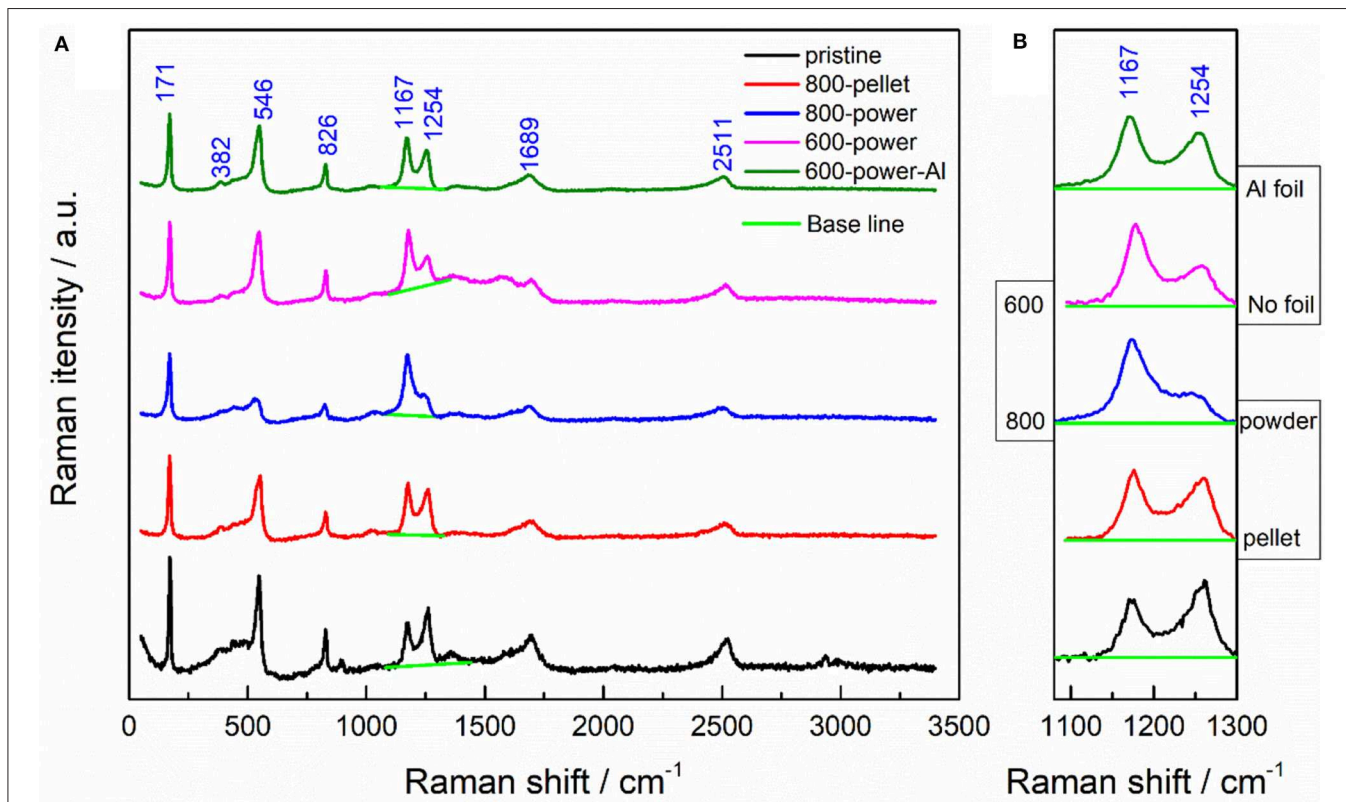 A
171
382
546
826
1167
1254
1689
2511
pristine
800-pellet
800-power
600-power
600-power-Al
Base line
Raman itensity / a.u.
0 500 1000 1500 2000 2500 3000 3500
Raman shift / cm⁻¹
B
1167
1254
Al foil
600
No foil
800
powder
pellet
1100 1200 1300
Raman shift / cm⁻¹